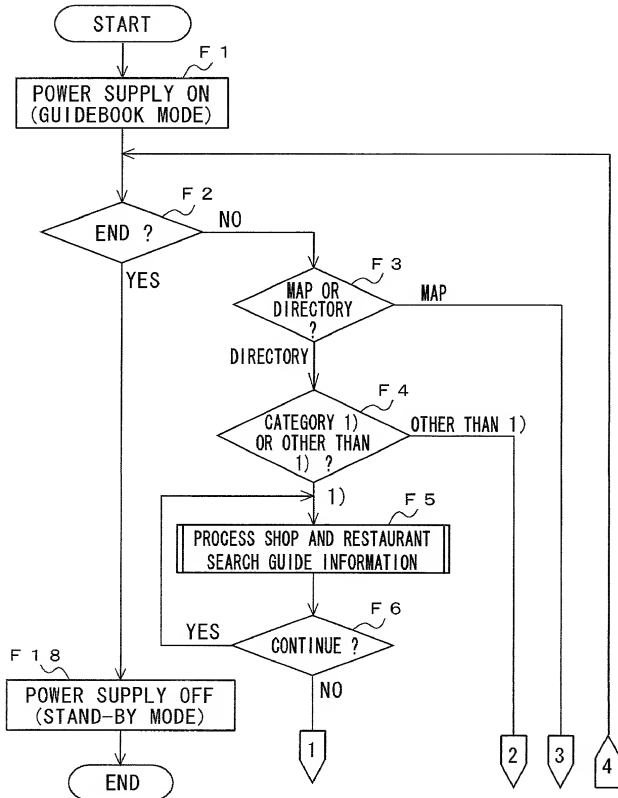 START
F 1
POWER SUPPLY ON
(GUIDEBOOK MODE)
F 2
END ?
NO
YES
F 3
MAP OR
DIRECTORY
?
MAP
DIRECTORY
F 4
CATEGORY 1)
OR OTHER THAN
1) ?
OTHER THAN 1)
1)
F 5
PROCESS SHOP AND RESTAURANT
SEARCH GUIDE INFORMATION
F 6
CONTINUE ?
YES
NO
F 1 8
POWER SUPPLY OFF
(STAND-BY MODE)
END
1
2
3
4